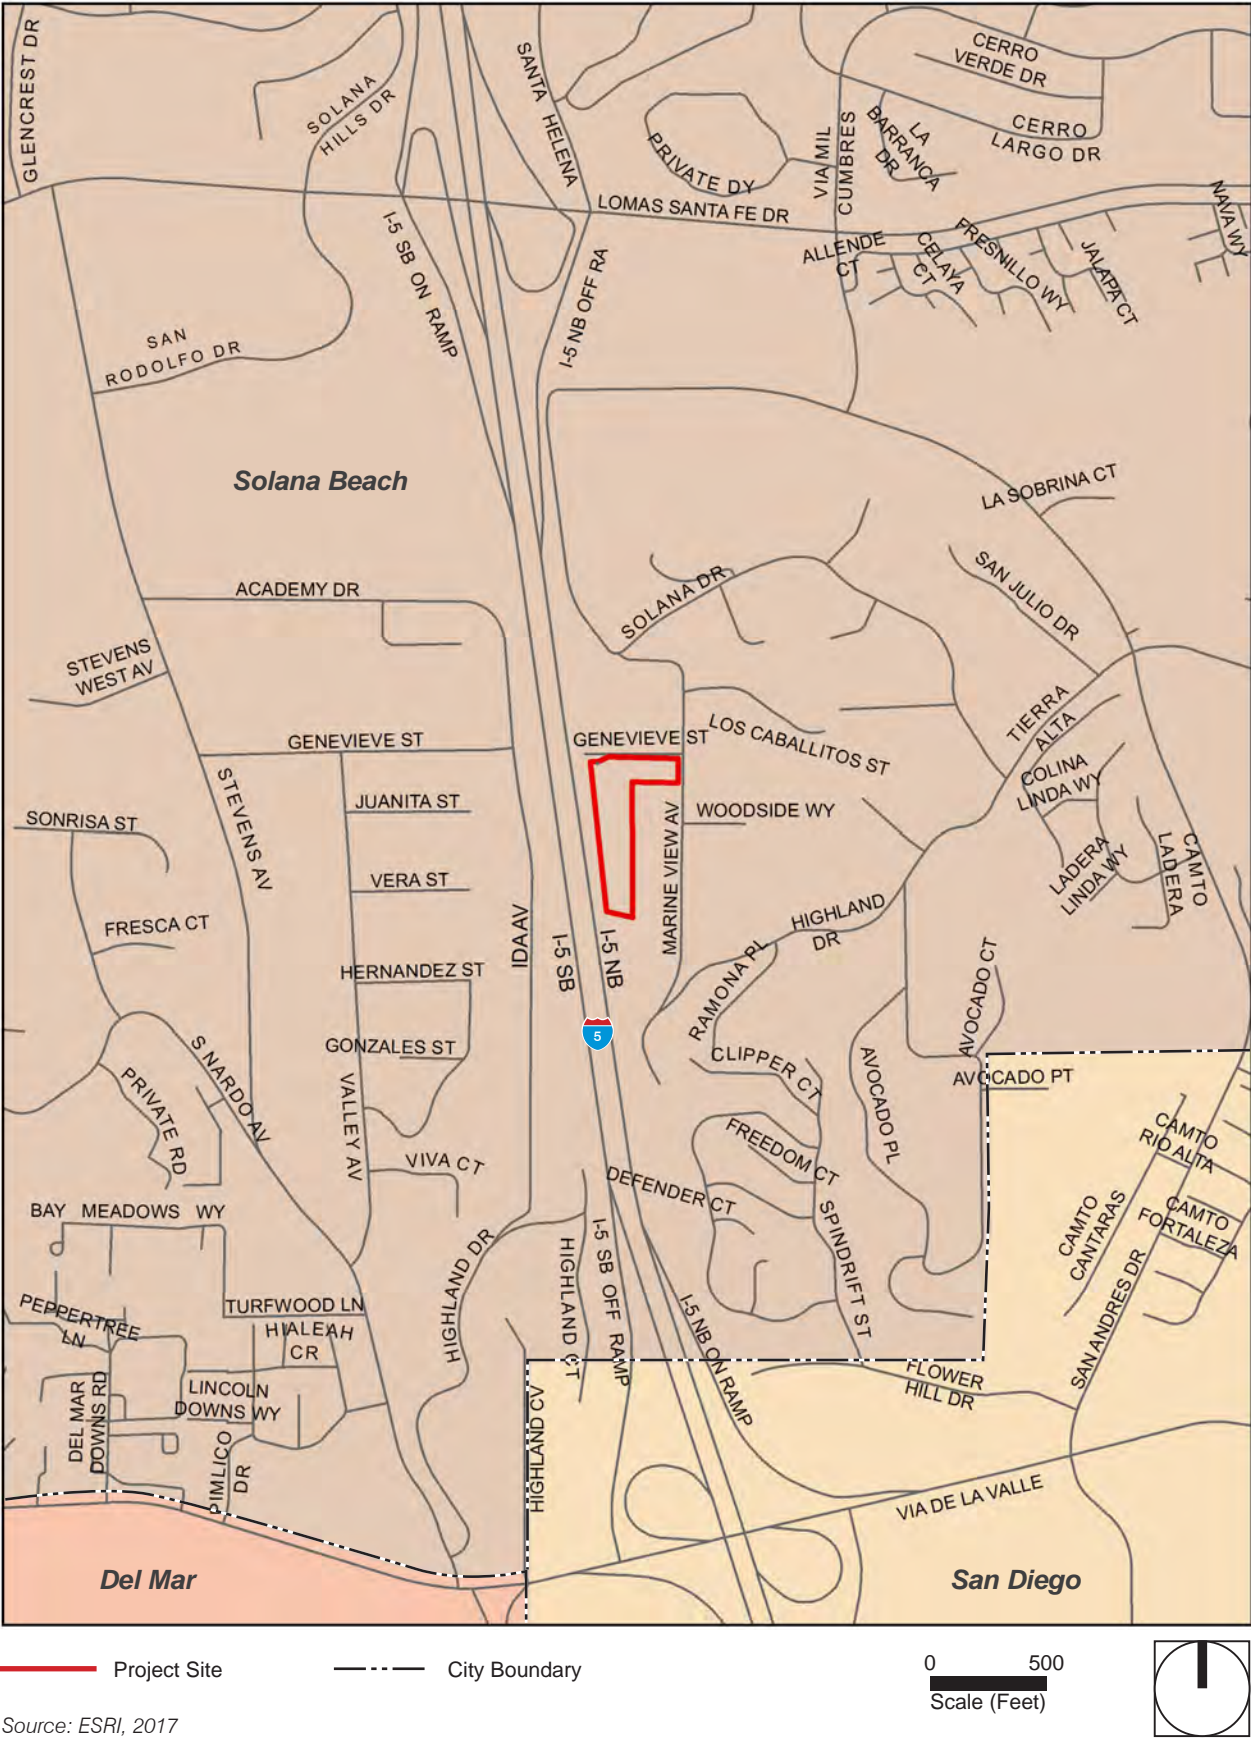 GLENCREST DR
SOLANA
HILLS DR
SANTA HELENA
CERRO
VERDE DR
CERRO
LARGO DR
LA
BARRANCA
DR
VIA MIL
CUMBRES
PRIVATE DY
LOMAS SANTA FE DR
NAVA WY
ALLENDE
CT
CELAYA
CT
FRESNILLO WY
JALAPA CT
I-5 SB ON RAMP
I-5 NB OFF RA
SAN
RODOLFO DR
Solana Beach
LA SOBRINA CT
SAN JULIO DR
SOLANA DR
ACADEMY DR
STEVENS
WEST AV
TIERRA
ALTA
GENEVIEVE ST
GENEVIEVE ST
LOS CABALLITOS ST
COLINA
LINDA WY
STEVENS AV
JUANITA ST
SONRISA ST
WOODSIDE WY
MARINE VIEW AV
LADERA
LINDA WY
CAMTO
LADERA
VERA ST
FRESCA CT
HIGHLAND
DR
IDA AV
I-5 SB
I-5 NB
RAMONA PL
AVOCADO CT
HERNANDEZ ST
5
S NARDO AV
GONZALES ST
CLIPPER CT
AVOCADO PL
AVOCADO PT
PRIVATE RD
VALLEY AV
FREEDOM CT
CAMTO
RIO ALTA
VIVA CT
DEFENDER CT
BAY MEADOWS WY
CAMTO
CANTARAS
CAMTO
FORTALEZA
SPINDRIFT ST
HIGHLAND DR
HIGHLAND CT
I-5 SB OFF RAMP
I-5 NB ON RAMP
SAN ANDRES DR
PEPPERTREE
LN
TURFWOOD LN
HIALEAH
CR
FLOWER
HILL DR
DEL MAR
DOWNS RD
LINCOLN
DOWNS WY
PIMLICO
DR
HIGHLAND CV
VIA DE LA VALLE
Del Mar
San Diego
Project Site
City Boundary
0 500
Scale (Feet)
Source: ESRI, 2017